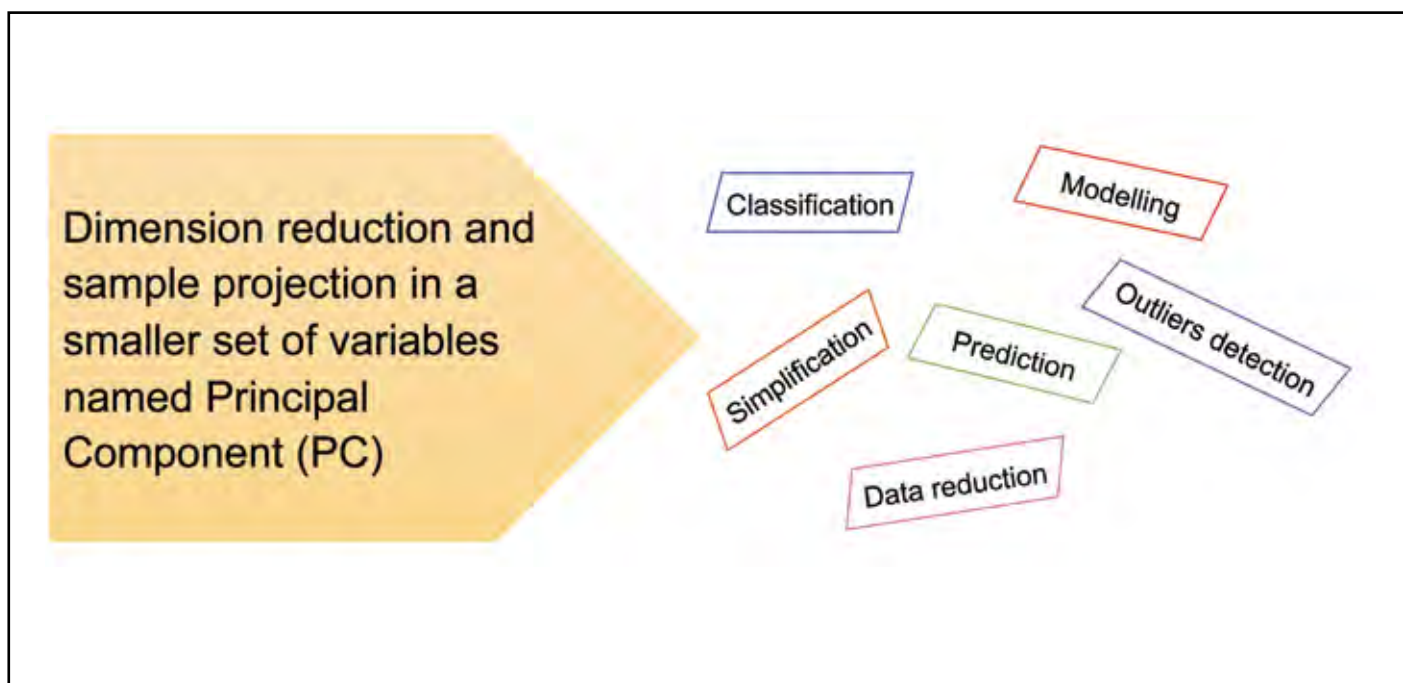 Dimension reduction and
sample projection in a
smaller set of variables
named Principal
Component (PC)
Classification
Modelling
Outliers detection
Simplification
Prediction
Data reduction